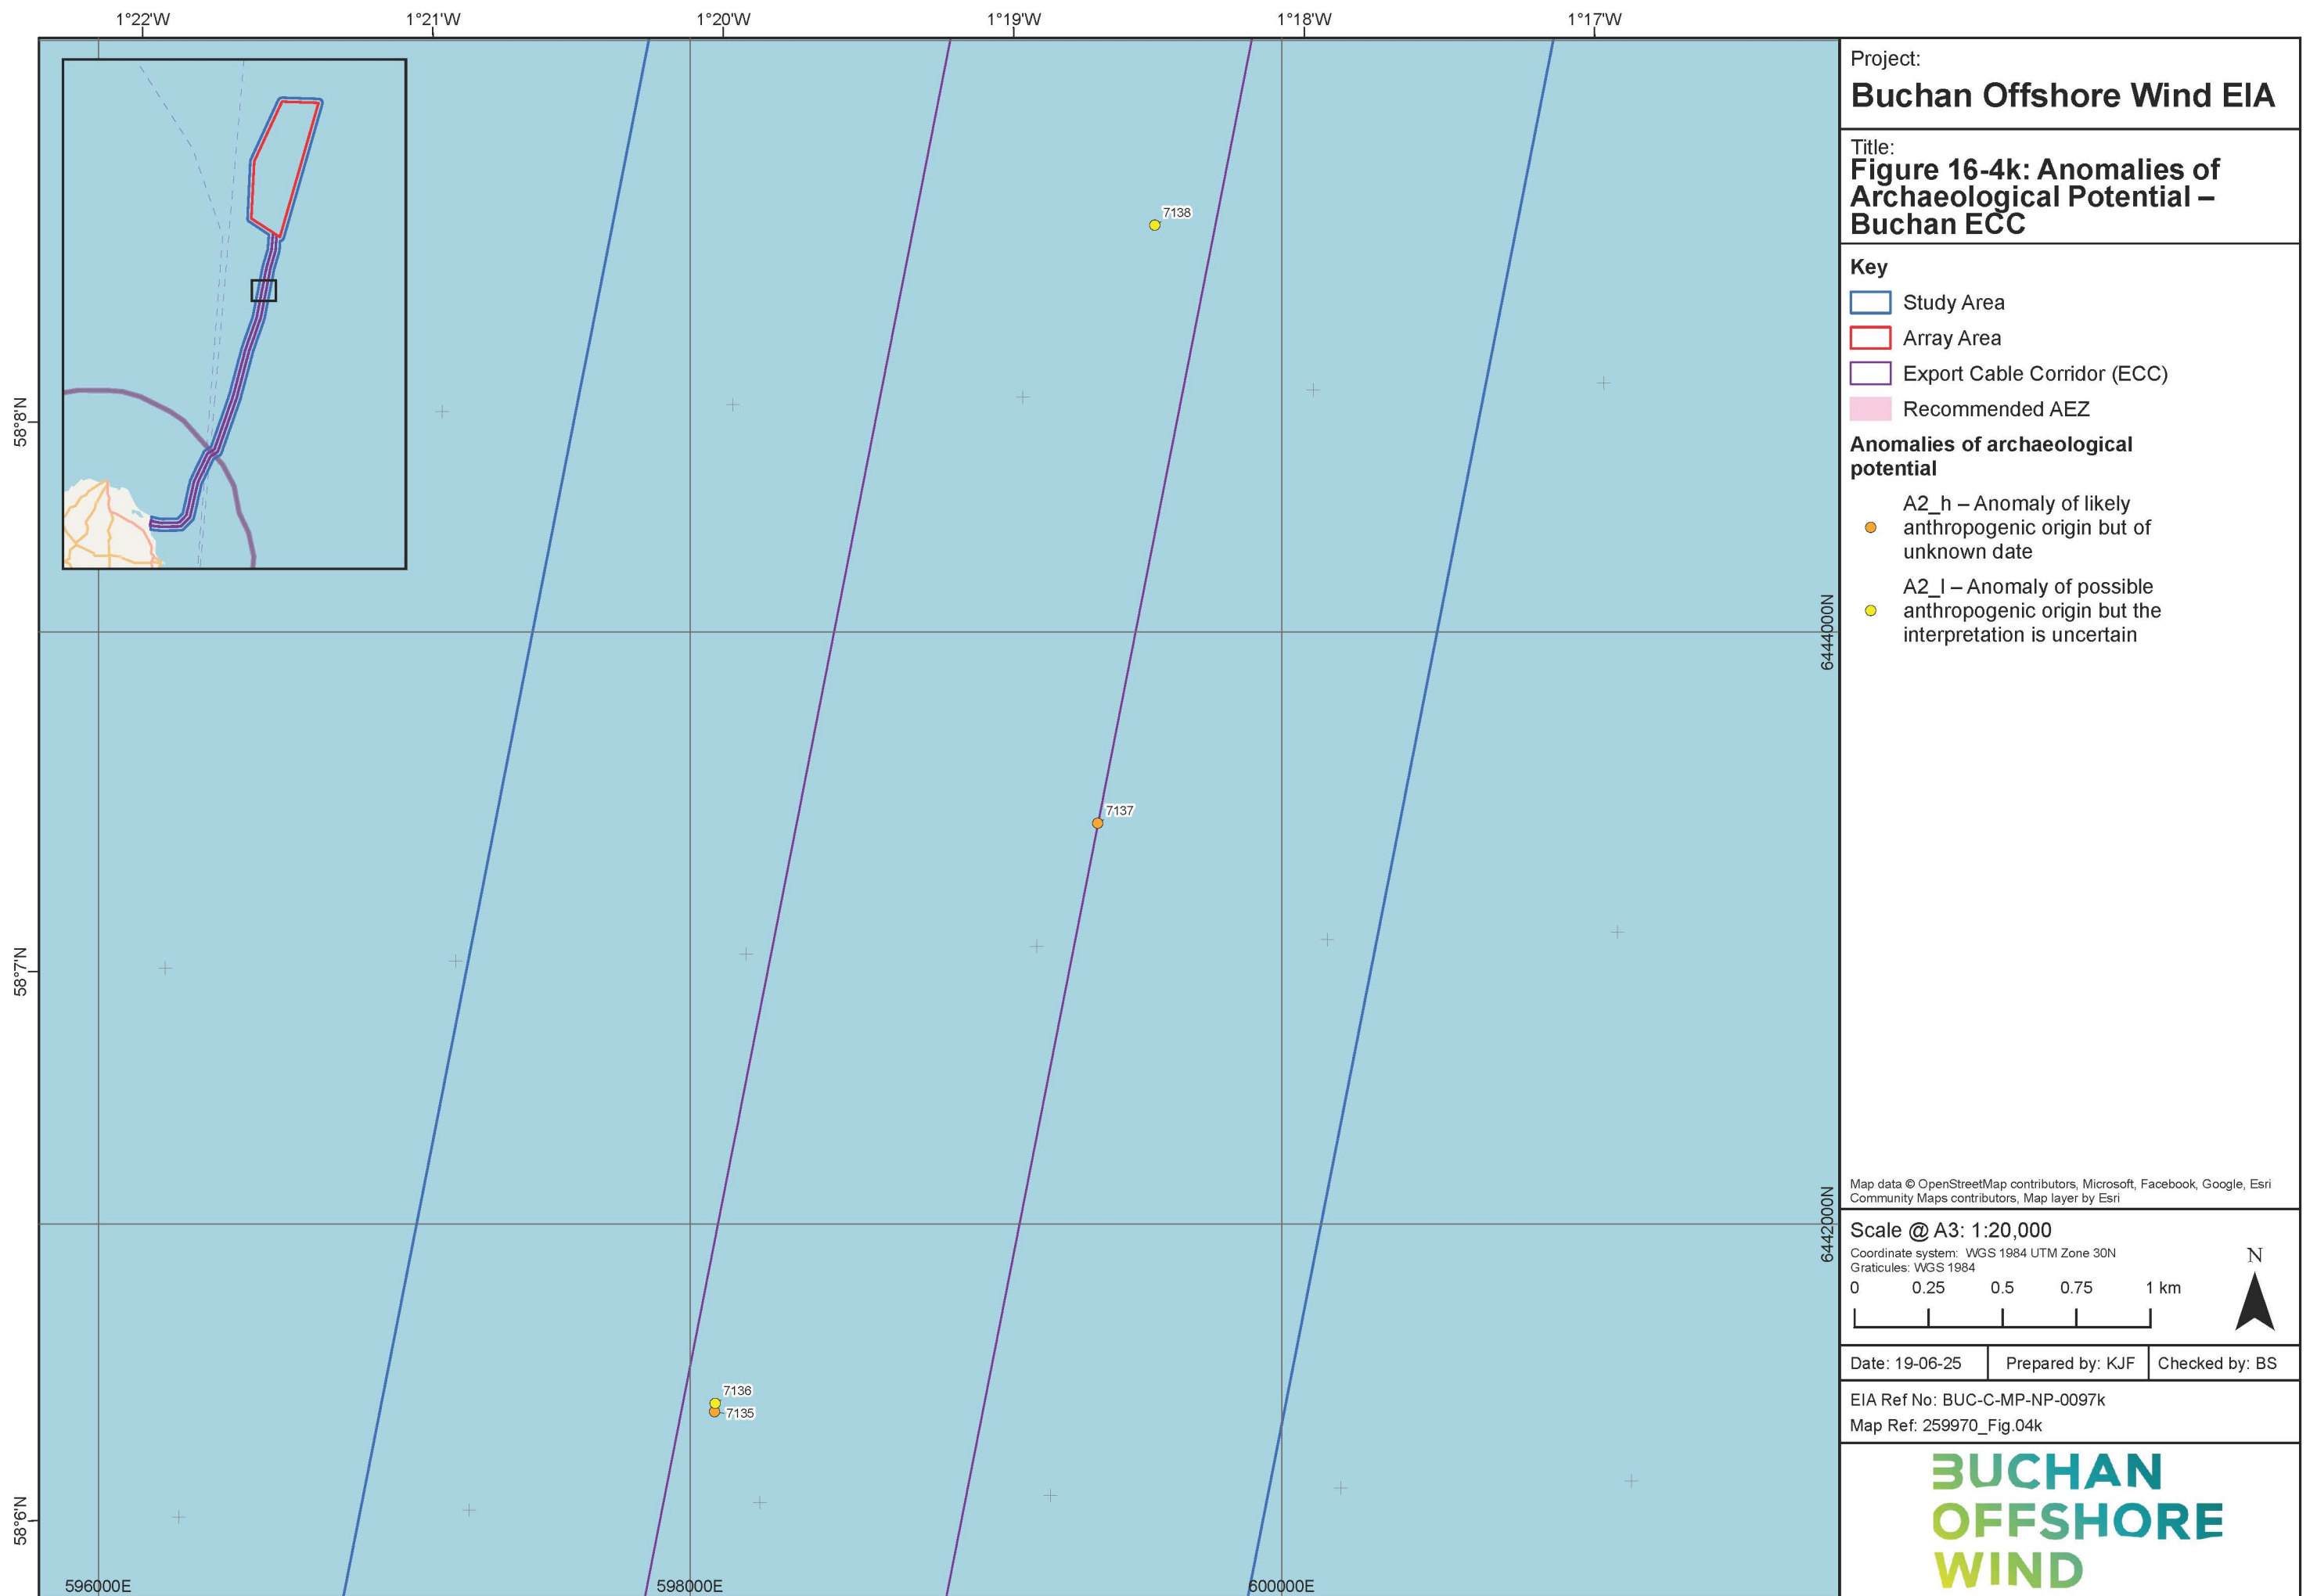 1°22'W 1°21'W 1°20'W 1°19'W 1°18'W 1°17'W
58°8'N
58°7'N
58°6'N
7138
7137
7136
7135
6444000N
6442000N
596000E 598000E 600000E
Project:
Buchan Offshore Wind EIA
Title:
Figure 16-4k: Anomalies of
Archaeological Potential –
Buchan ECC
Key
Study Area
Array Area
Export Cable Corridor (ECC)
Recommended AEZ
Anomalies of archaeological
potential
A2_h – Anomaly of likely
anthropogenic origin but of
unknown date
A2_l – Anomaly of possible
anthropogenic origin but the
interpretation is uncertain
Map data © OpenStreetMap contributors, Microsoft, Facebook, Google, Esri
Community Maps contributors, Map layer by Esri
Scale @ A3: 1:20,000
Coordinate system: WGS 1984 UTM Zone 30N
Graticules: WGS 1984
0 0.25 0.5 0.75 1 km
N
Date: 19-06-25 Prepared by: KJF Checked by: BS
EIA Ref No: BUC-C-MP-NP-0097k
Map Ref: 259970_Fig.04k
BUCHAN
OFFSHORE
WIND